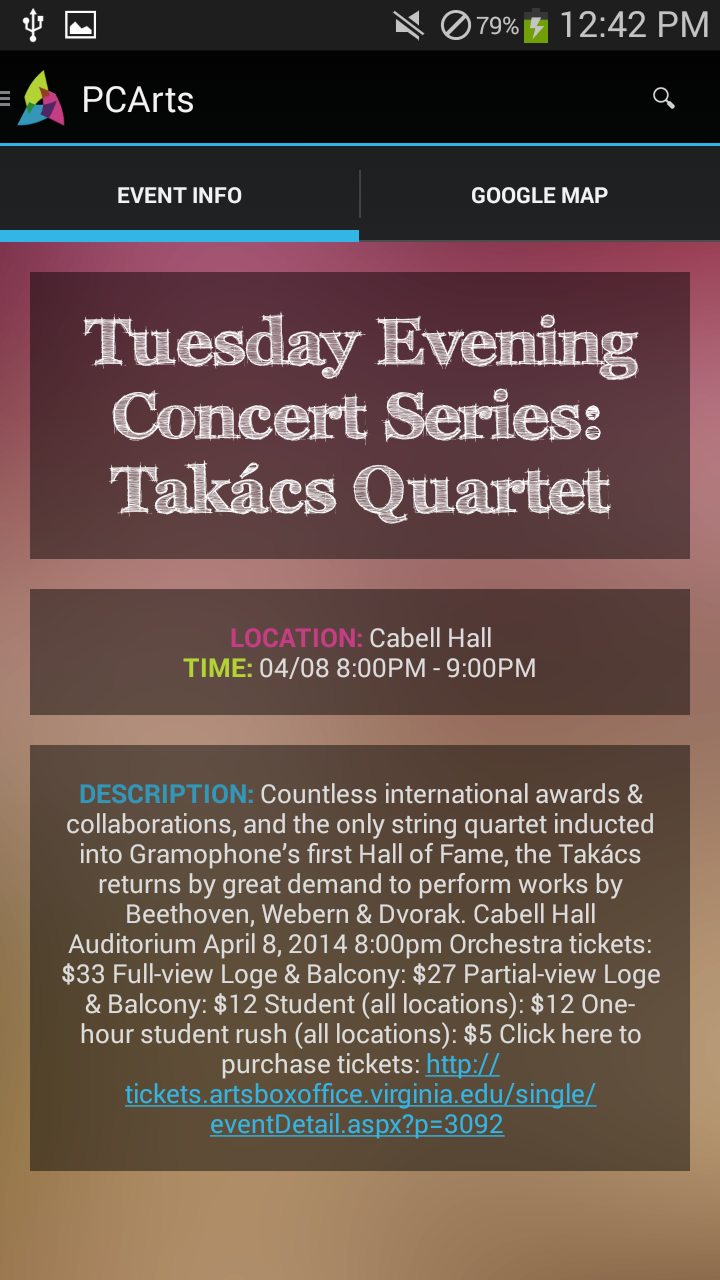 79% 12:42 PM
PCArts
EVENT INFO GOOGLE MAP
Tuesday Evening
Concert Series:
Takács Quartet
LOCATION: Cabell Hall
TIME: 04/08 8:00PM - 9:00PM
DESCRIPTION: Countless international awards &
collaborations, and the only string quartet inducted
into Gramophone’s first Hall of Fame, the Takács
returns by great demand to perform works by
Beethoven, Webern & Dvorak. Cabell Hall
Auditorium April 8, 2014 8:00pm Orchestra tickets:
$33 Full-view Loge & Balcony: $27 Partial-view Loge
& Balcony: $12 Student (all locations): $12 One-
hour student rush (all locations): $5 Click here to
purchase tickets: http://
tickets.artsboxoffice.virginia.edu/single/
eventDetail.aspx?p=3092